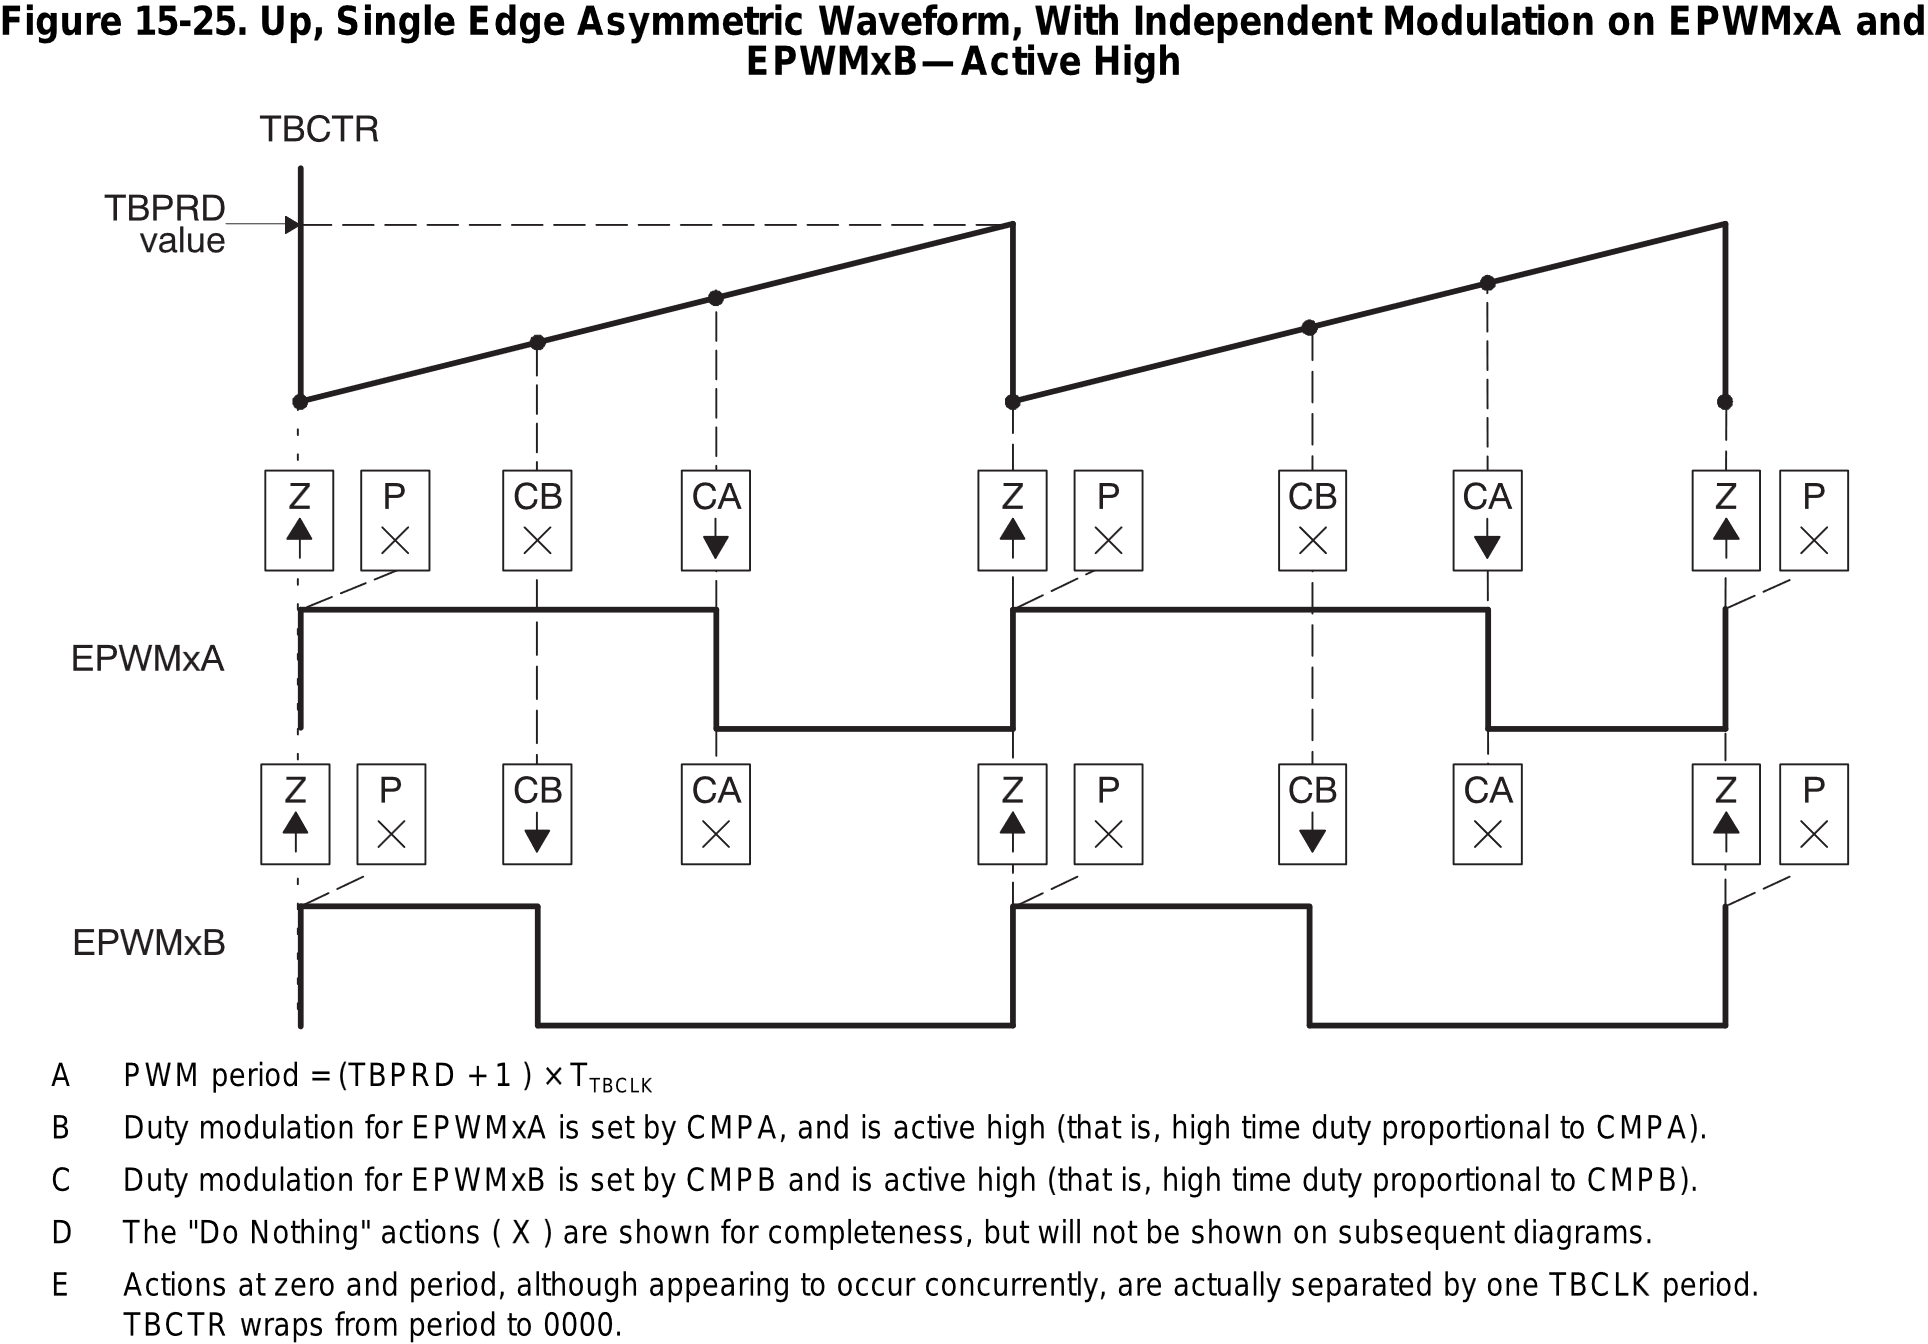 Figure 15-25. Up, Single Edge Asymmetric Waveform, With Independent Modulation on EPWMxA and
EPWMxB—Active High
TBCTR
TBPRD
value
Z P CB CA Z P CB CA Z P
X X X X X
EPWMxA
Z P CB CA Z P CB CA Z P
X X X X X
EPWMxB
A PWM period = (TBPRD + 1 ) × TTBCLK
B Duty modulation for EPWMxA is set by CMPA, and is active high (that is, high time duty proportional to CMPA).
C Duty modulation for EPWMxB is set by CMPB and is active high (that is, high time duty proportional to CMPB).
D The "Do Nothing" actions ( X ) are shown for completeness, but will not be shown on subsequent diagrams.
E Actions at zero and period, although appearing to occur concurrently, are actually separated by one TBCLK period.
TBCTR wraps from period to 0000.